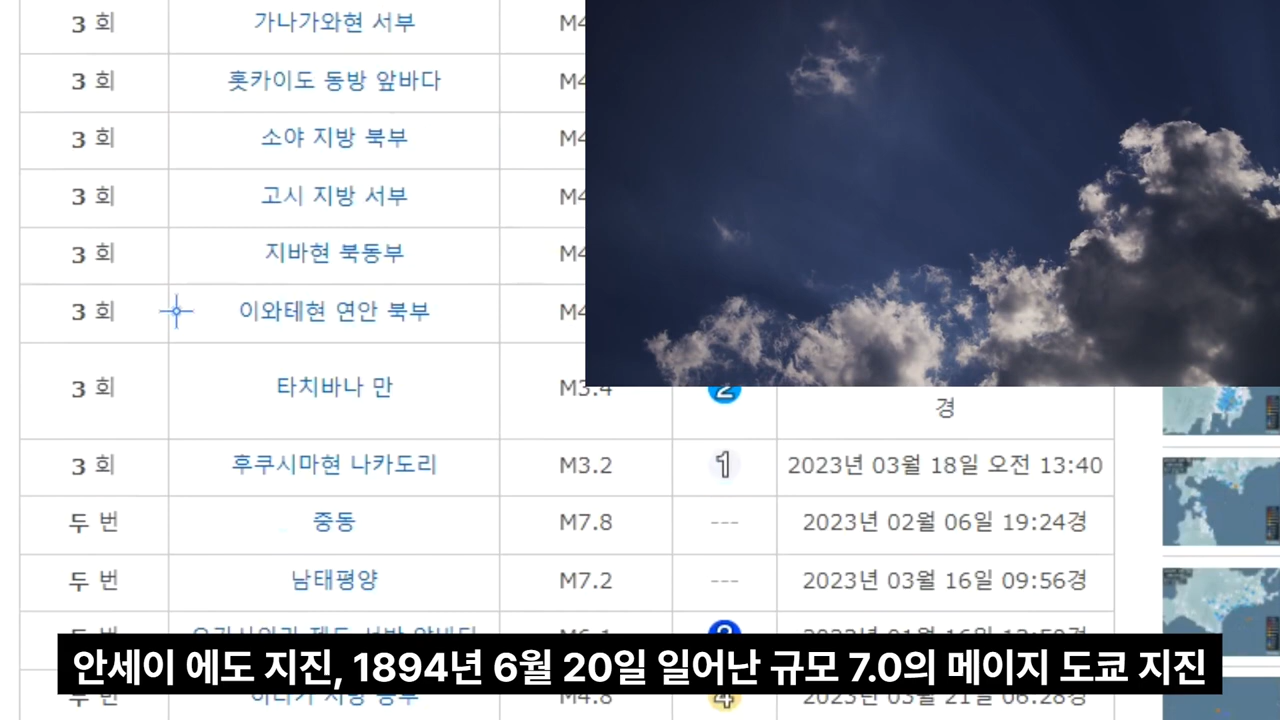 3 회 가나가와현 서부 M4
3 회 홋카이도 동방 앞바다 M4
3 회 소야 지방 북부 M4
3 회 고시 지방 서부 M4
3 회 지바현 북동부 M4
3 회 이와테현 연안 북부 M4
3 회 타치바나 만 M3.4 2
경
3 회 후쿠시마현 나카도리 M3.2 1 2023년 03월 18일 오전 13:40
두 번 중동 M7.8 --- 2023년 02월 06일 19:24경
두 번 남태평양 M7.2 --- 2023년 03월 16일 09:56경
안세이 에도 지진, 1894년 6월 20일 일어난 규모 7.0의 메이지 도쿄 지진
M4.8 4 2023년 03월 21일 06:28경